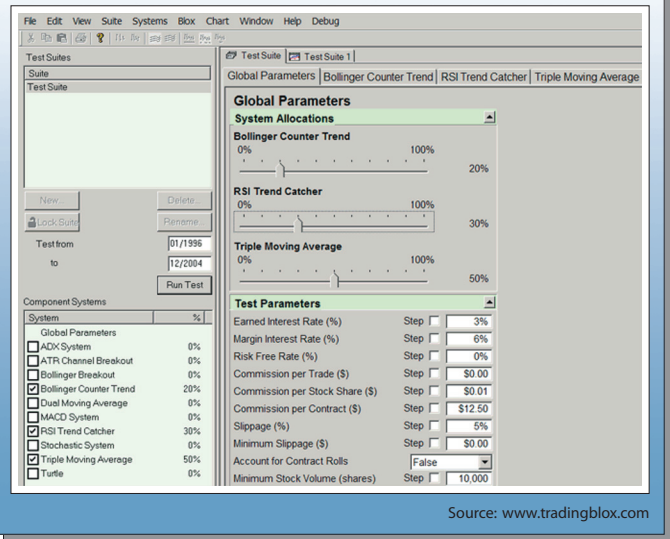 File Edit View Suite Systems Blox Chart Window Help Debug
Test Suites
Suite
Test Suite
New...
Delete...
Lock Suite
Rename...
Test from
01/1996
to
12/2004
Run Test
Component Systems
System %
Global Parameters
ADX System 0%
ATR Channel Breakout 0%
Bollinger Breakout 0%
Bollinger Counter Trend 20%
Dual Moving Average 0%
MACD System 0%
RSI Trend Catcher 30%
Stochastic System 0%
Triple Moving Average 50%
Turtle 0%
Test Suite Test Suite 1
Global Parameters Bollinger Counter Trend RSI Trend Catcher Triple Moving Average
Global Parameters
System Allocations
Bollinger Counter Trend
0% 100%
20%
RSI Trend Catcher
0% 100%
30%
Triple Moving Average
0% 100%
50%
Test Parameters
Earned Interest Rate (%) Step 3%
Margin Interest Rate (%) Step 6%
Risk Free Rate (%) Step 0%
Commission per Trade ($) Step $0.00
Commission per Stock Share ($) Step $0.01
Commission per Contract ($) Step $12.50
Slippage (%) Step 5%
Minimum Slippage ($) Step $0.00
Account for Contract Rolls False
Minimum Stock Volume (shares) Step 10,000
Source: www.tradingblox.com